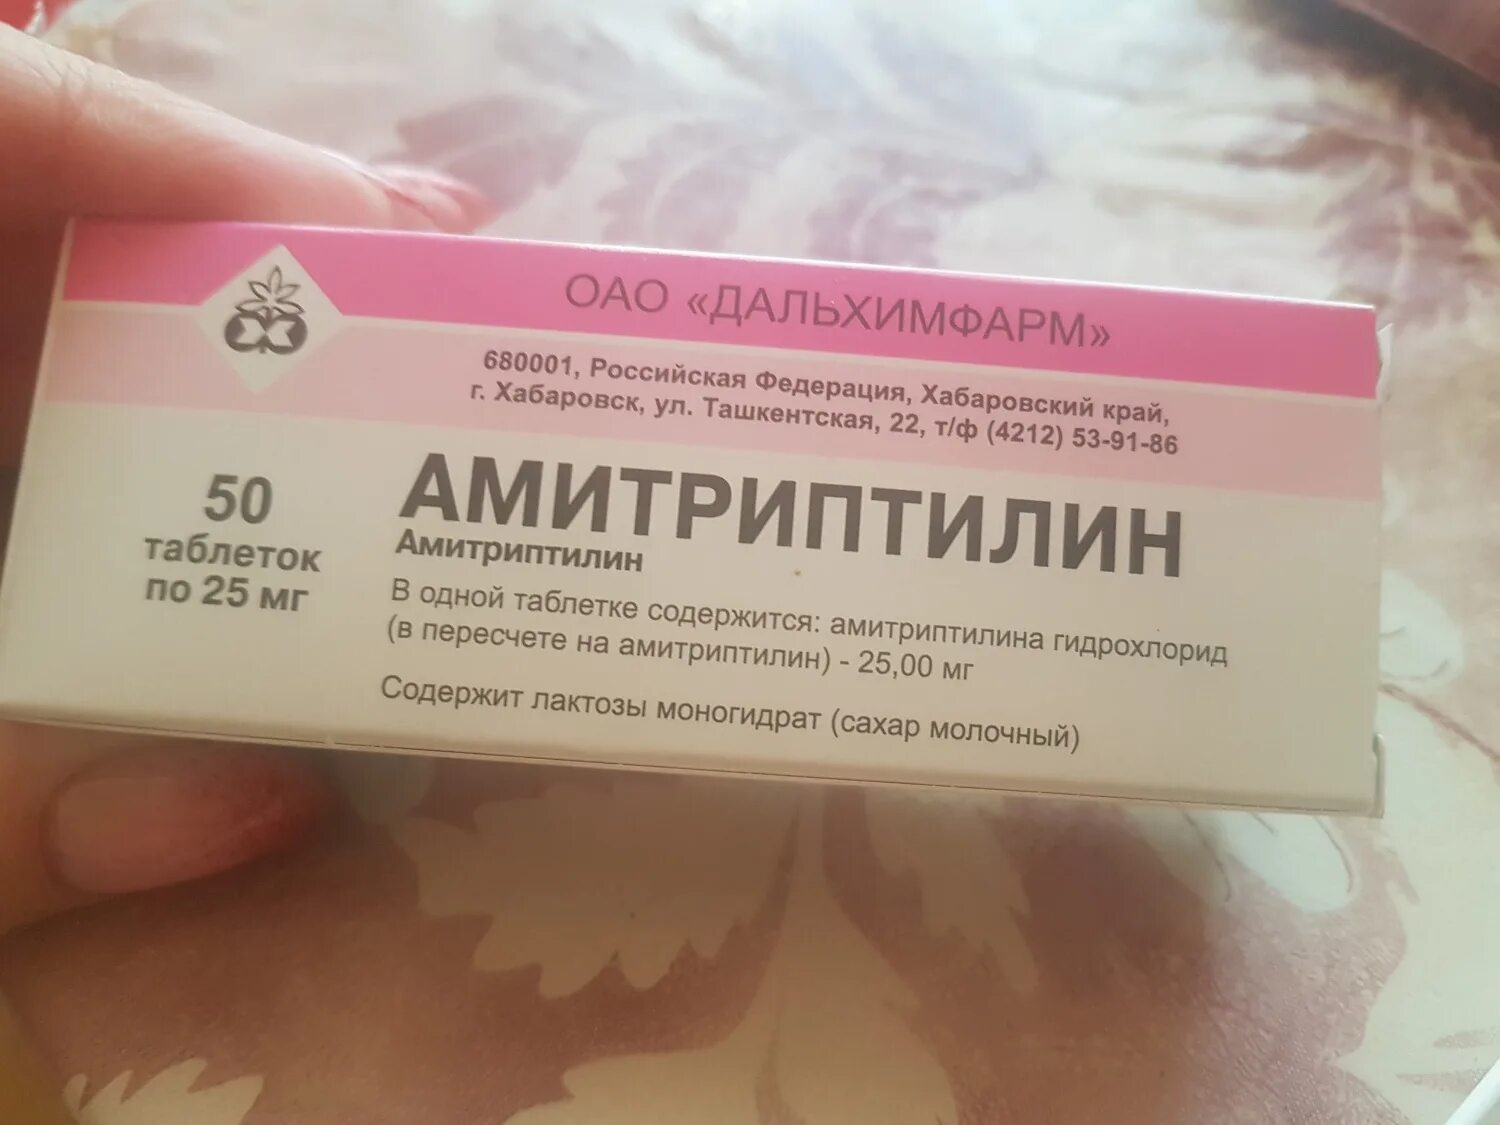 ОАО «ДАЛЬХИМФАРМ»
680001, Российская Федерация, Хабаровский край,
г. Хабаровск, ул. Ташкентская, 22, т/ф (4212) 53-91-86
50
таблеток
по 25 мг
АМИТРИПТИЛИН
Амитриптилин
В одной таблетке содержится: амитриптилина гидрохлорид
(в пересчете на амитриптилин) - 25,00 мг
Содержит лактозы моногидрат (сахар молочный)